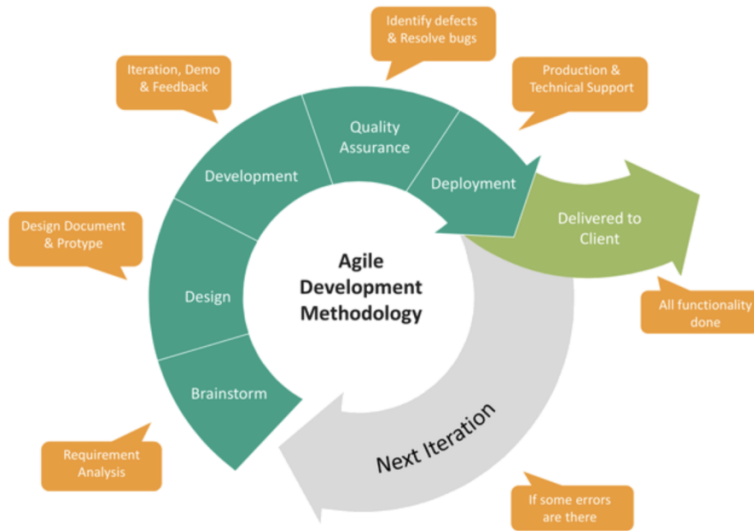 Identify defects
& Resolve bugs
Iteration, Demo
& Feedback
Production &
Technical Support
Quality
Assurance
Development
Deployment
Delivered to
Client
Design Document
& Protype
Agile
Development
Methodology
Design
All functionality
done
Brainstorm
Next Iteration
Requirement
Analysis
If some errors
are there